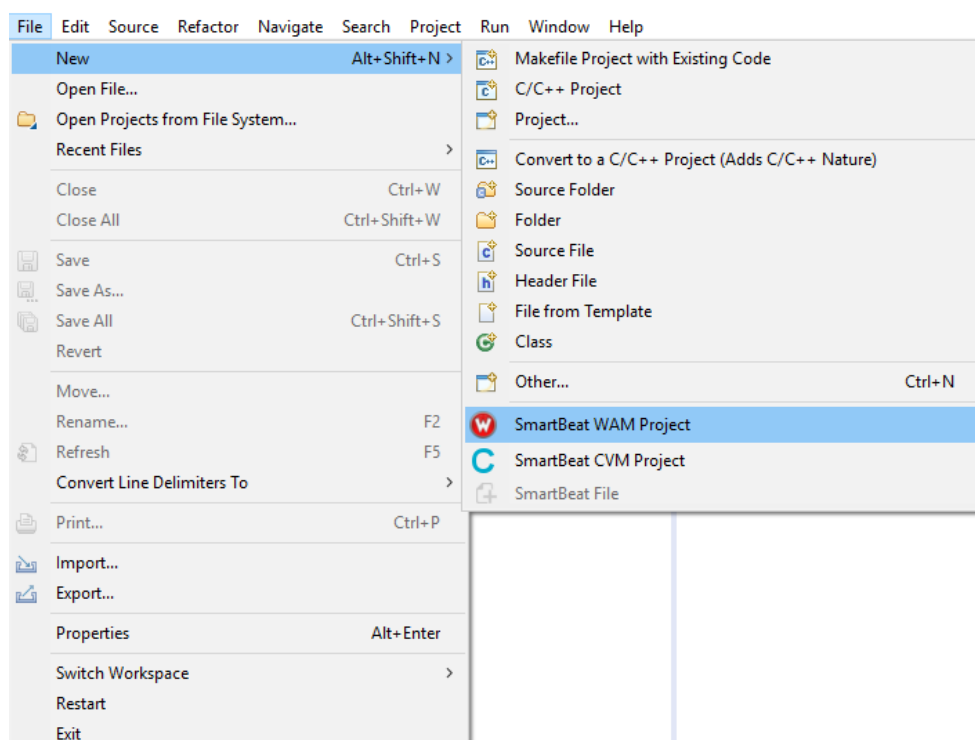 File Edit Source Refactor Navigate Search Project Run Window Help
New Alt+Shift+N >
Open File...
Open Projects from File System...
Recent Files >
Close Ctrl+W
Close All Ctrl+Shift+W
Save Ctrl+S
Save As...
Save All Ctrl+Shift+S
Revert
Move...
Rename... F2
Refresh F5
Convert Line Delimiters To >
Print... Ctrl+P
Import...
Export...
Properties Alt+Enter
Switch Workspace >
Restart
Exit
Makefile Project with Existing Code
C/C++ Project
Project...
Convert to a C/C++ Project (Adds C/C++ Nature)
Source Folder
Folder
Source File
Header File
File from Template
Class
Other... Ctrl+N
SmartBeat WAM Project
SmartBeat CVM Project
SmartBeat File